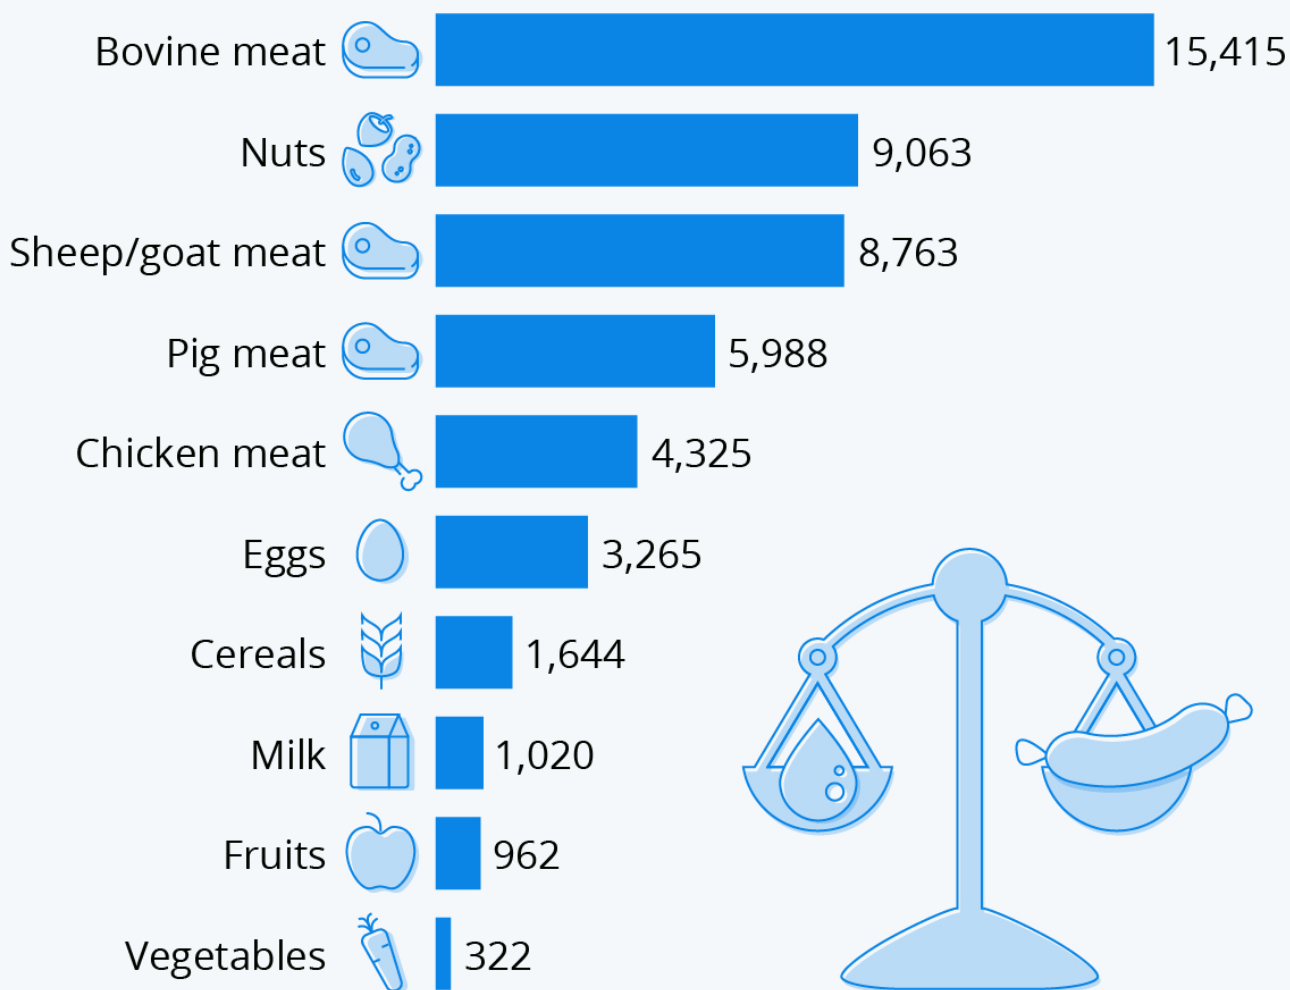 Bovine meat 15,415
Nuts 9,063
Sheep/goat meat 8,763
Pig meat 5,988
Chicken meat 4,325
Eggs 3,265
Cereals 1,644
Milk 1,020
Fruits 962
Vegetables 322